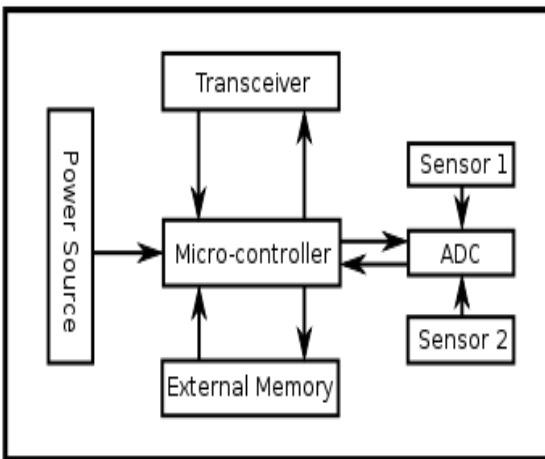 Transceiver
Power Source
Sensor 1
Micro-controller
ADC
Sensor 2
External Memory